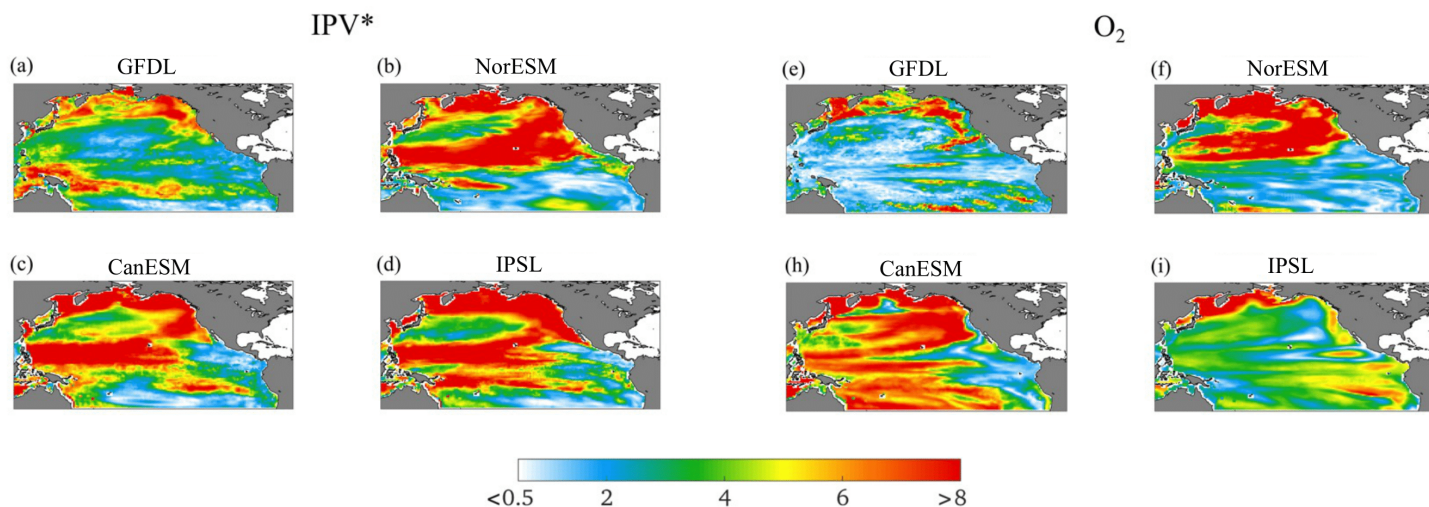 IPV* O₂
(a) GFDL (b) NorESM (e) GFDL (f) NorESM
(c) CanESM (d) IPSL (h) CanESM (i) IPSL
<0.5 2 4 6 >8